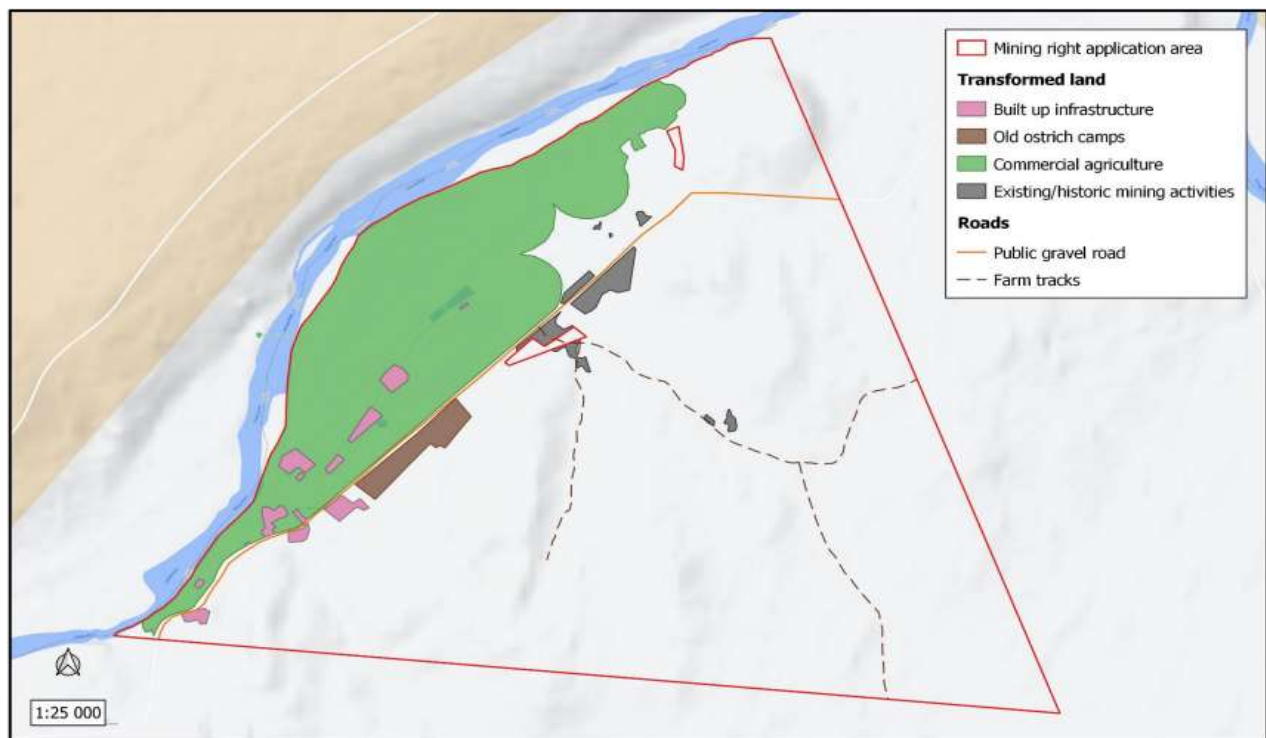 Mining right application area
Transformed land
Built up infrastructure
Old ostrich camps
Commercial agriculture
Existing/historic mining activities
Roads
Public gravel road
Farm tracks
1:25 000